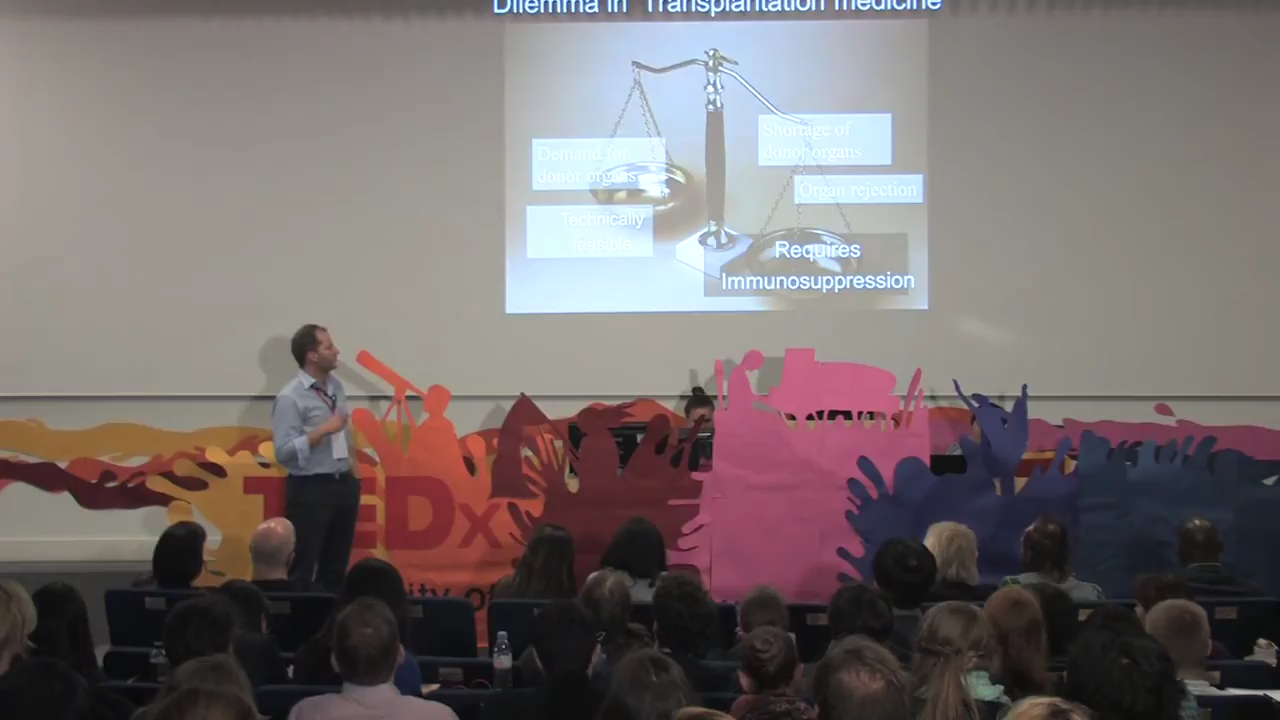 Dilemma in Transplantation medicine
Demand for
donor organs
Technically
feasible
Shortage of
donor organs
Organ rejection
Requires
Immunosuppression
TEDx